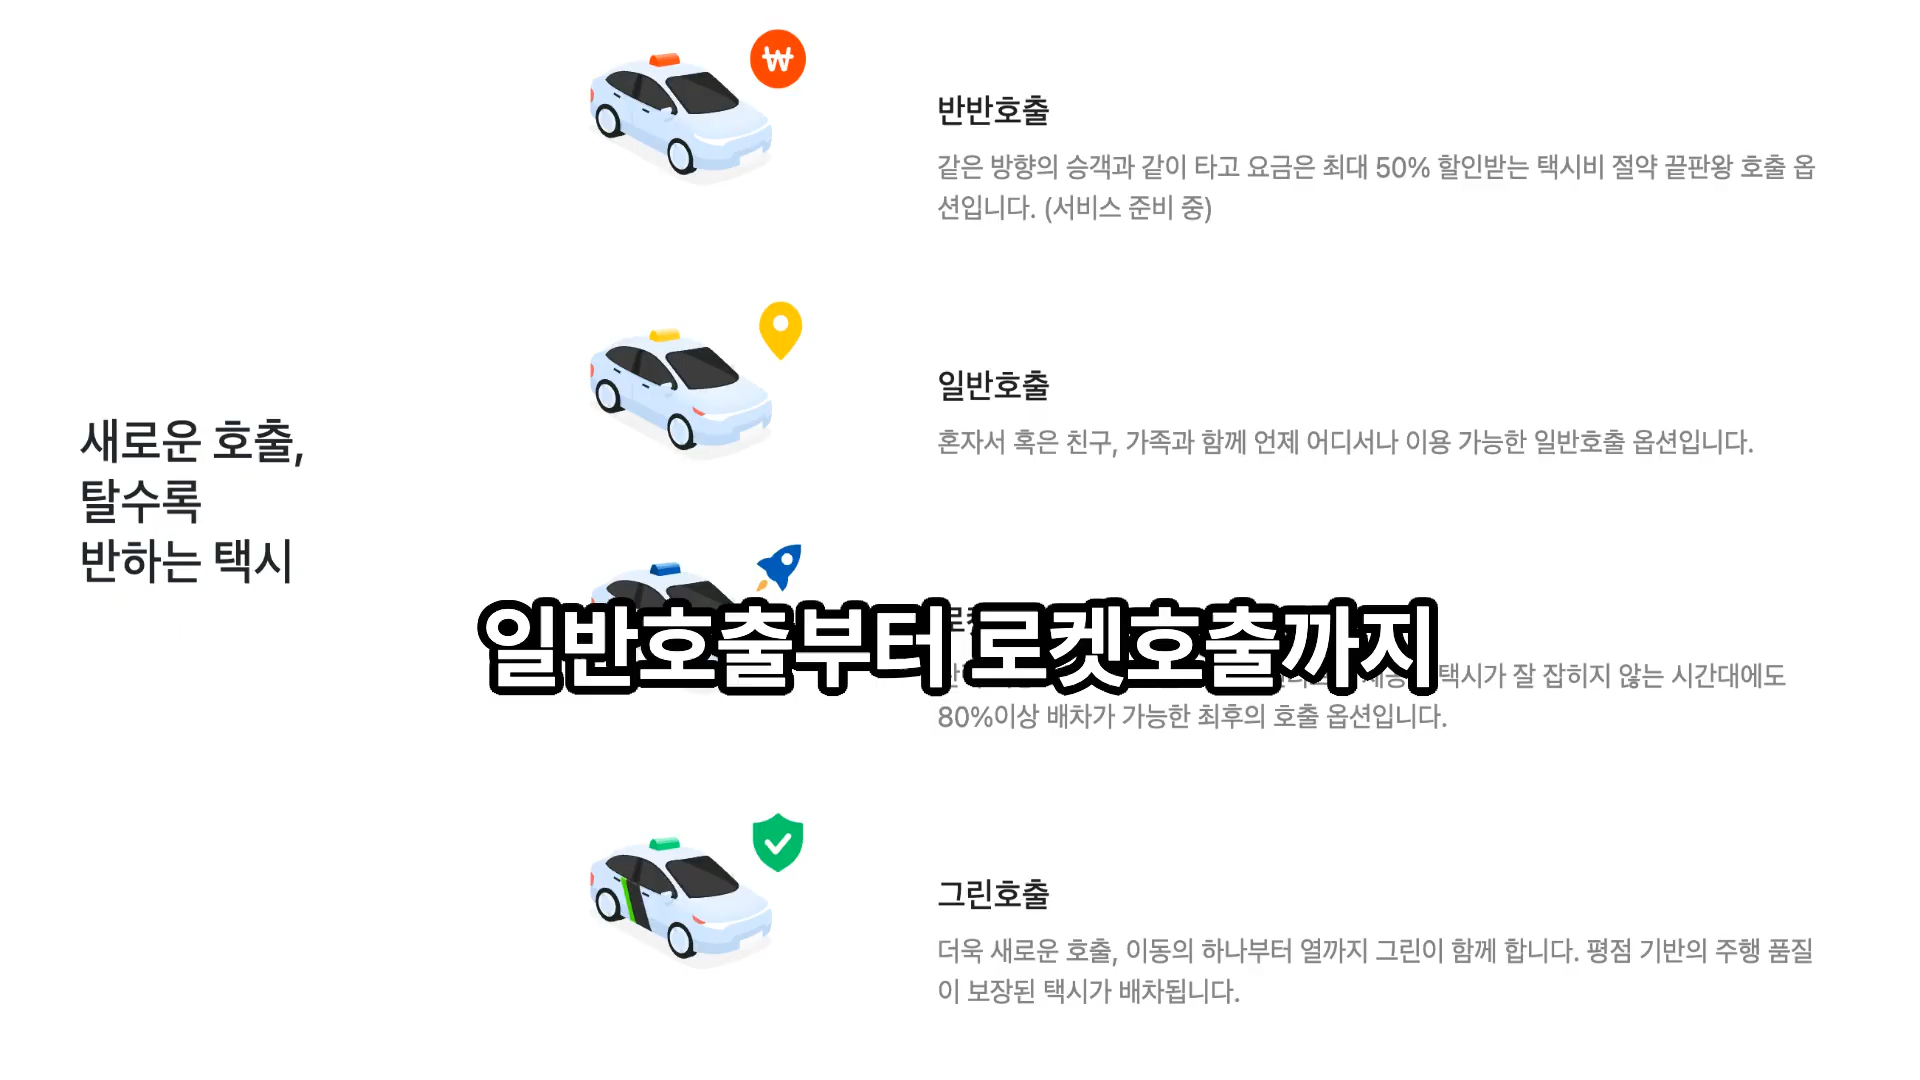 새로운 호출,
탈수록
반하는 택시
₩
반반호출
같은 방향의 승객과 같이 타고 요금은 최대 50% 할인받는 택시비 절약 끝판왕 호출 옵
션입니다. (서비스 준비 중)
일반호출
혼자서 혹은 친구, 가족과 함께 언제 어디서나 이용 가능한 일반호출 옵션입니다.
일반호출부터 로켓호출까지
택시가 잘 잡히지 않는 시간대에도
80%이상 배차가 가능한 최후의 호출 옵션입니다.
그린호출
더욱 새로운 호출, 이동의 하나부터 열까지 그린이 함께 합니다. 평점 기반의 주행 품질
이 보장된 택시가 배차됩니다.